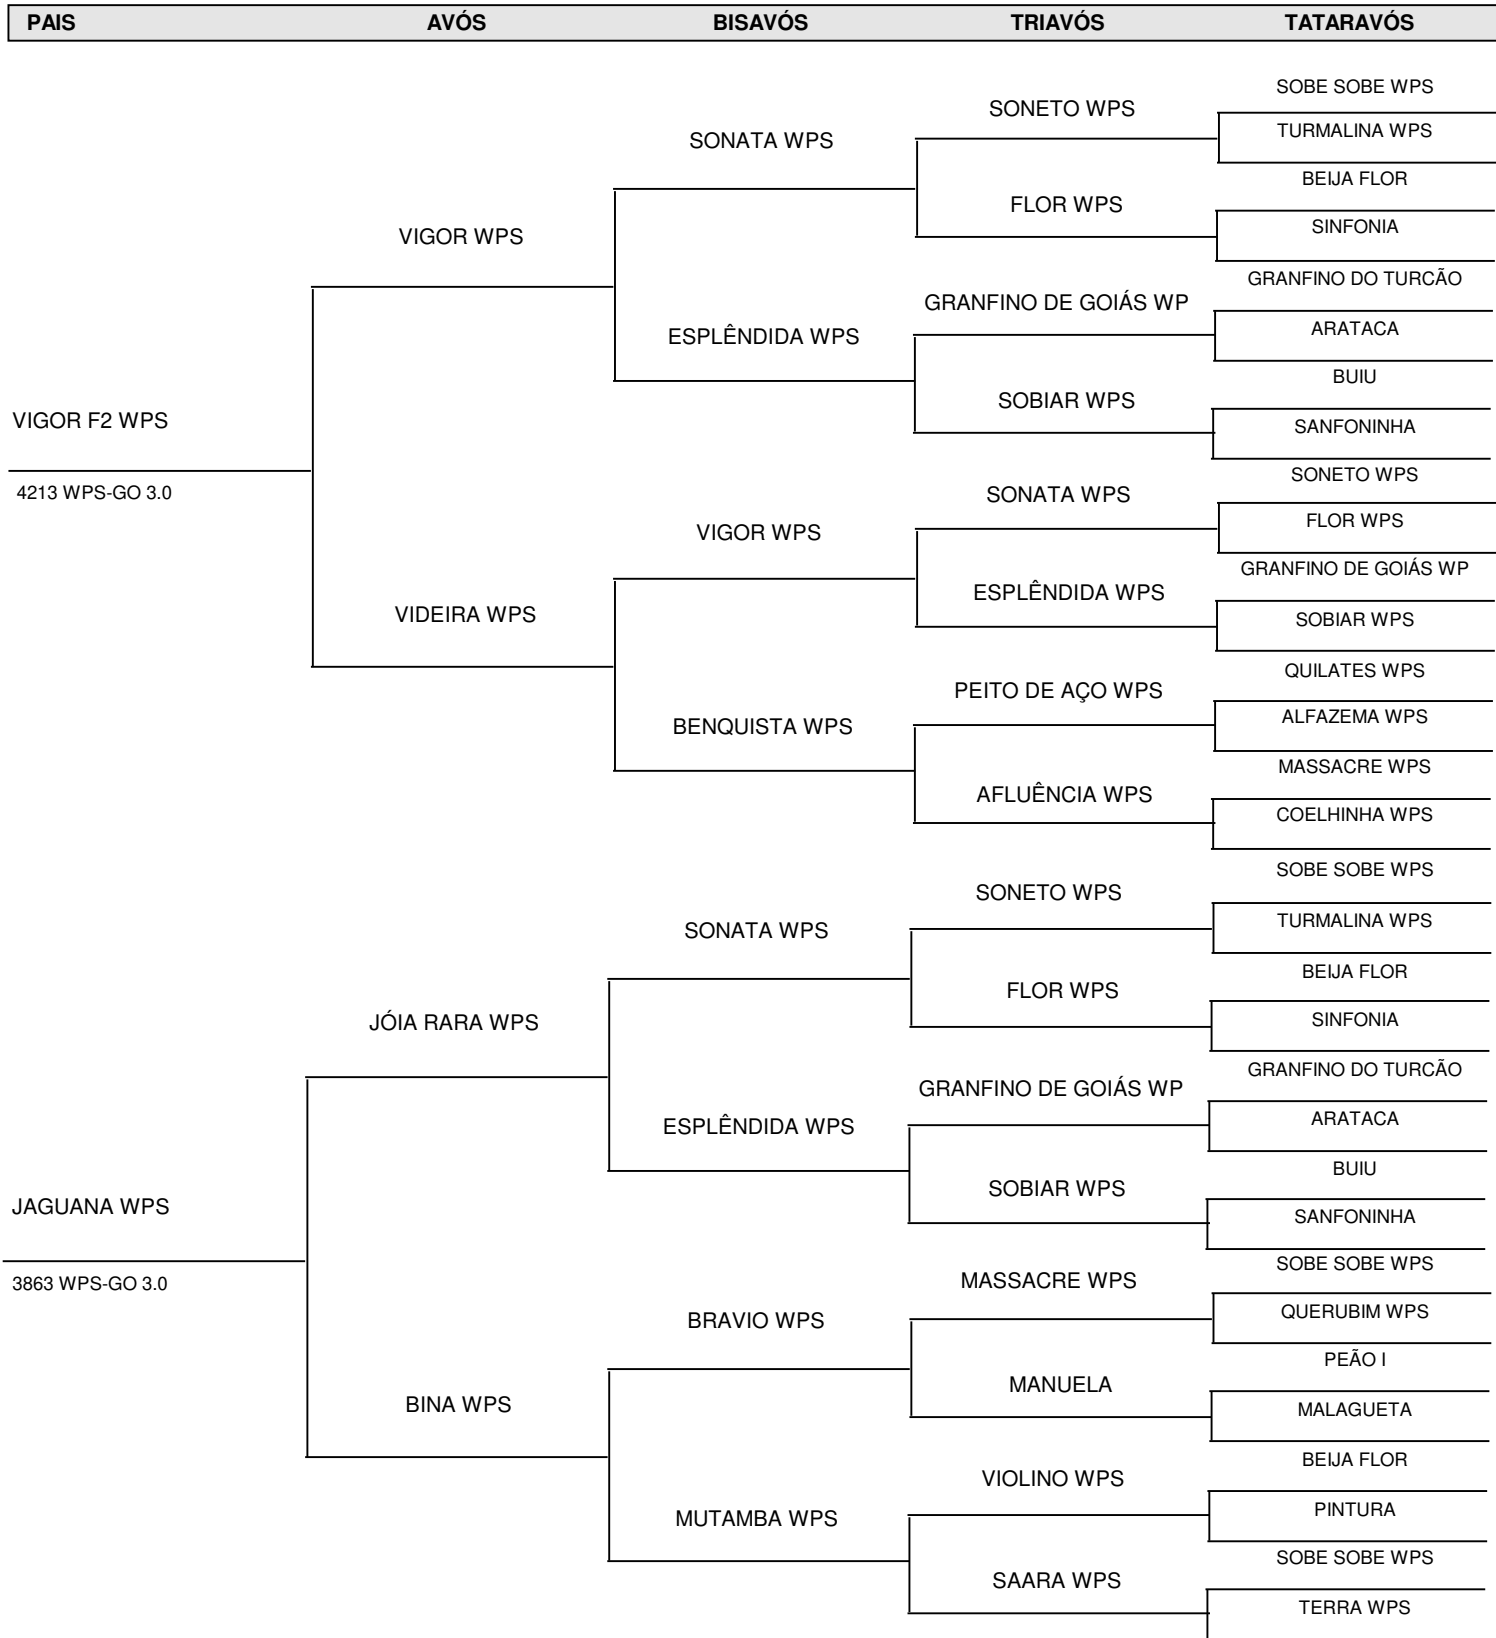 PAIS AVÓS BISAVÓS TRIAVÓS TATARAVÓS
SOBE SOBE WPS
SONETO WPS
TURMALINA WPS
SONATA WPS
BEIJA FLOR
FLOR WPS
SINFONIA
VIGOR WPS
GRANFINO DO TURCÃO
GRANFINO DE GOIÁS WP
ARATACA
ESPLÊNDIDA WPS
BUIU
SOBIAR WPS
SANFONINHA
VIGOR F2 WPS
4213 WPS-GO 3.0
SONETO WPS
SONATA WPS
FLOR WPS
VIGOR WPS
GRANFINO DE GOIÁS WP
ESPLÊNDIDA WPS
SOBIAR WPS
VIDEIRA WPS
QUILATES WPS
PEITO DE AÇO WPS
ALFAZEMA WPS
BENQUISTA WPS
MASSACRE WPS
AFLUÊNCIA WPS
COELHINHA WPS
SOBE SOBE WPS
SONETO WPS
TURMALINA WPS
SONATA WPS
BEIJA FLOR
FLOR WPS
SINFONIA
JÓIA RARA WPS
GRANFINO DO TURCÃO
GRANFINO DE GOIÁS WP
ARATACA
ESPLÊNDIDA WPS
BUIU
SOBIAR WPS
SANFONINHA
JAGUANA WPS
3863 WPS-GO 3.0
SOBE SOBE WPS
MASSACRE WPS
QUERUBIM WPS
BRAVIO WPS
PEÃO I
MANUELA
MALAGUETA
BINA WPS
BEIJA FLOR
VIOLINO WPS
PINTURA
MUTAMBA WPS
SOBE SOBE WPS
SAARA WPS
TERRA WPS